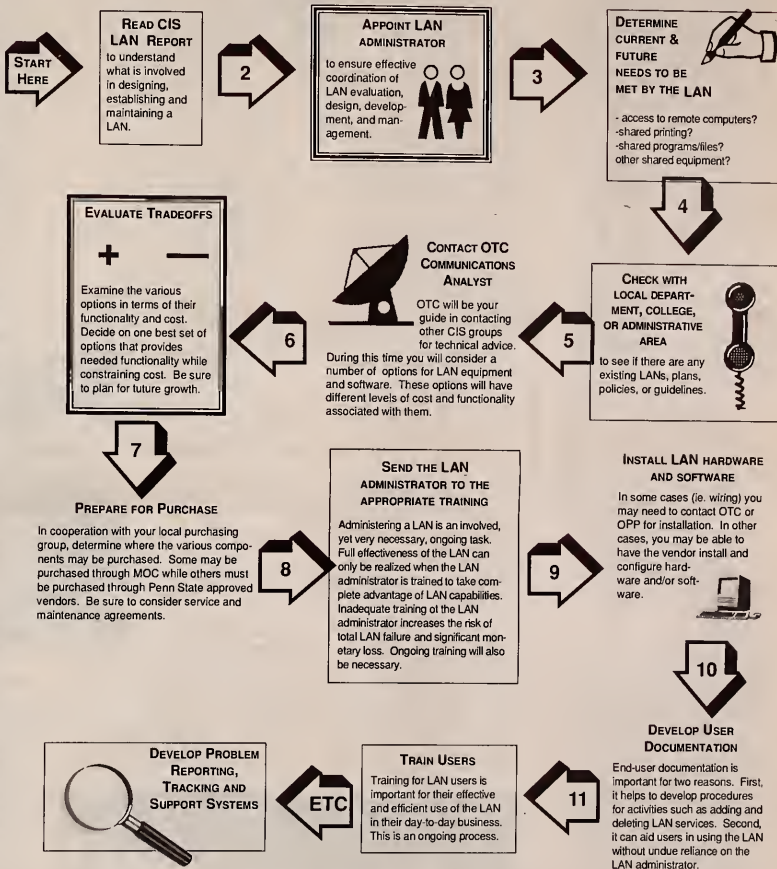 START
HERE
READ CIS
LAN REPORT
to understand
what is involved
in designing,
establishing and
maintaining a
LAN.
2
APPOINT LAN
ADMINISTRATOR
to ensure effective
coordination of
LAN evaluation,
design, develop-
ment, and man-
agement.
3
DETERMINE
CURRENT &
FUTURE
NEEDS TO BE
MET BY THE LAN
- access to remote computers?
-shared printing?
-shared programs/files?
other shared equipment?
4
CHECK WITH
LOCAL DEPART-
MENT, COLLEGE,
OR ADMINISTRATIVE
AREA
to see if there are any
existing LANs, plans,
policies, or guidelines.
5
CONTACT OTC
COMMUNICATIONS
ANALYST
OTC will be your
guide in contacting
other CIS groups
for technical advice.
During this time you will consider a
number of options for LAN equipment
and software. These options will have
different levels of cost and functionality
associated with them.
6
EVALUATE TRADEOFFS
+ —
Examine the various
options in terms of their
functionality and cost.
Decide on one best set of
options that provides
needed functionality while
constraining cost. Be sure
to plan for future growth.
7
PREPARE FOR PURCHASE
In cooperation with your local purchasing
group, determine where the various compo-
nents may be purchased. Some may be
purchased through MOC while others must
be purchased through Penn State approved
vendors. Be sure to consider service and
maintenance agreements.
8
SEND THE LAN
ADMINISTRATOR TO THE
APPROPRIATE TRAINING
Administering a LAN is an involved,
yet very necessary, ongoing task.
Full effectiveness of the LAN can
only be realized when the LAN
administrator is trained to take com-
plete advantage of LAN capabilities.
Inadequate training of the LAN
administrator increases the risk of
total LAN failure and significant mon-
etary loss. Ongoing training will also
be necessary.
9
INSTALL LAN HARDWARE
AND SOFTWARE
In some cases (ie. wiring) you
may need to contact OTC or
OPP for installation. In other
cases, you may be able to
have the vendor install and
configure hard-
ware and/or soft-
ware.
10
DEVELOP USER
DOCUMENTATION
End-user documentation is
important for two reasons. First,
it helps to develop procedures
for activities such as adding and
deleting LAN services. Second,
it can aid users in using the LAN
without undue reliance on the
LAN administrator.
11
TRAIN USERS
Training for LAN users is
important for their effective
and efficient use of the LAN
in their day-to-day business.
This is an ongoing process.
ETC
DEVELOP PROBLEM
REPORTING,
TRACKING AND
SUPPORT SYSTEMS